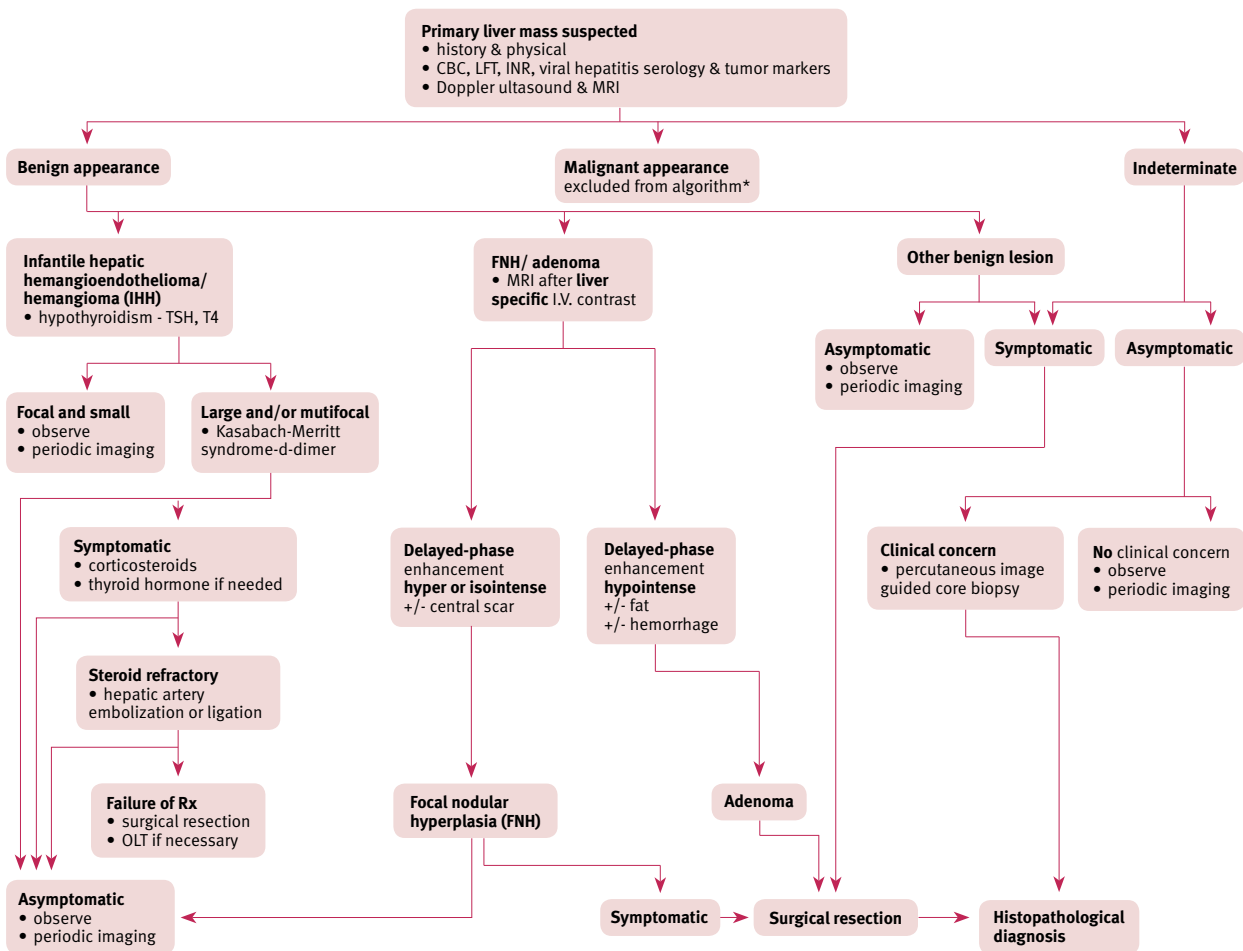 Primary liver mass suspected
• history & physical
• CBC, LFT, INR, viral hepatitis serology & tumor markers
• Doppler ultasound & MRI
Benign appearance
Malignant appearance
excluded from algorithm*
Indeterminate
Infantile hepatic
hemangioendothelioma/
hemangioma (IHH)
• hypothyroidism - TSH, T4
FNH/ adenoma
• MRI after liver
specific I.V. contrast
Other benign lesion
Asymptomatic
• observe
• periodic imaging
Symptomatic
Asymptomatic
Focal and small
• observe
• periodic imaging
Large and/or mutifocal
• Kasabach-Merritt
syndrome-d-dimer
Symptomatic
• corticosteroids
• thyroid hormone if needed
Delayed-phase
enhancement
hyper or isointense
+/- central scar
Delayed-phase
enhancement
hypointense
+/- fat
+/- hemorrhage
Clinical concern
• percutaneous image
guided core biopsy
No clinical concern
• observe
• periodic imaging
Steroid refractory
• hepatic artery
embolization or ligation
Failure of Rx
• surgical resection
• OLT if necessary
Focal nodular
hyperplasia (FNH)
Adenoma
Asymptomatic
• observe
• periodic imaging
Symptomatic
Surgical resection
Histopathological
diagnosis